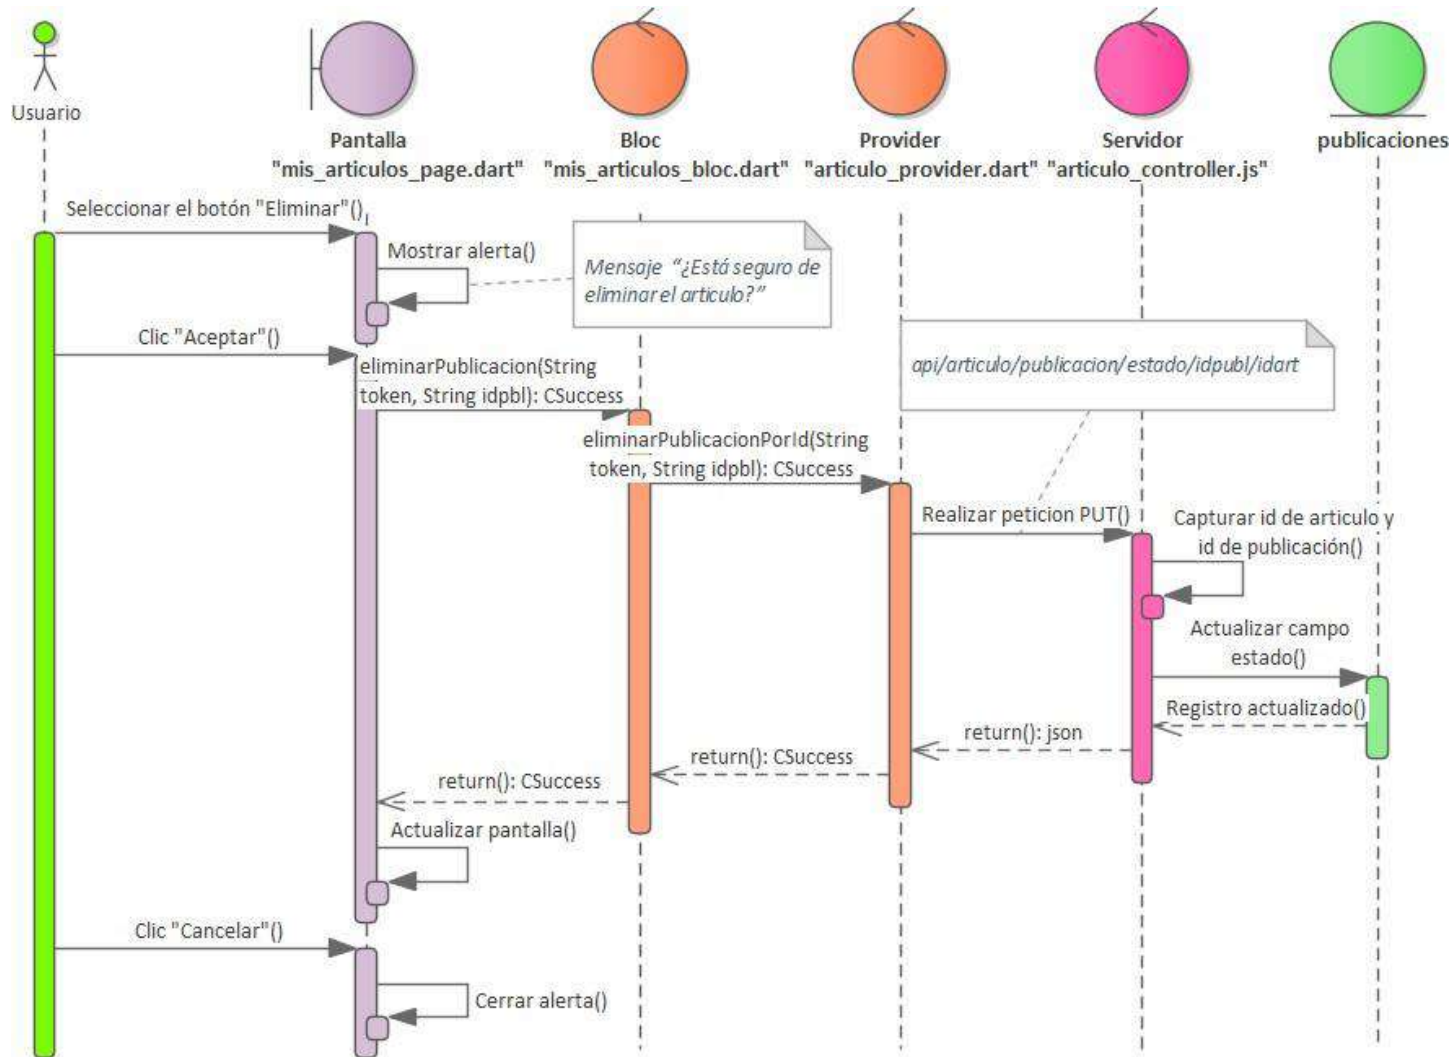 Usuario
Pantalla
"mis_articulos_page.dart"
Bloc
"mis_articulos_bloc.dart"
Provider
"articulo_provider.dart"
Servidor
"articulo_controller.js"
publicaciones
Seleccionar el botón "Eliminar"()
Mostrar alerta()
Mensaje “¿Está seguro de
eliminar el articulo?”
Clic "Aceptar"()
eliminarPublicacion(String
token, String idpbl): CSuccess
api/articulo/publicacion/estado/idpubl/idart
eliminarPublicacionPorId(String
token, String idpbl): CSuccess
Realizar peticion PUT()
Capturar id de articulo y
id de publicación()
Actualizar campo
estado()
Registro actualizado()
return(): json
return(): CSuccess
return(): CSuccess
Actualizar pantalla()
Clic "Cancelar"()
Cerrar alerta()